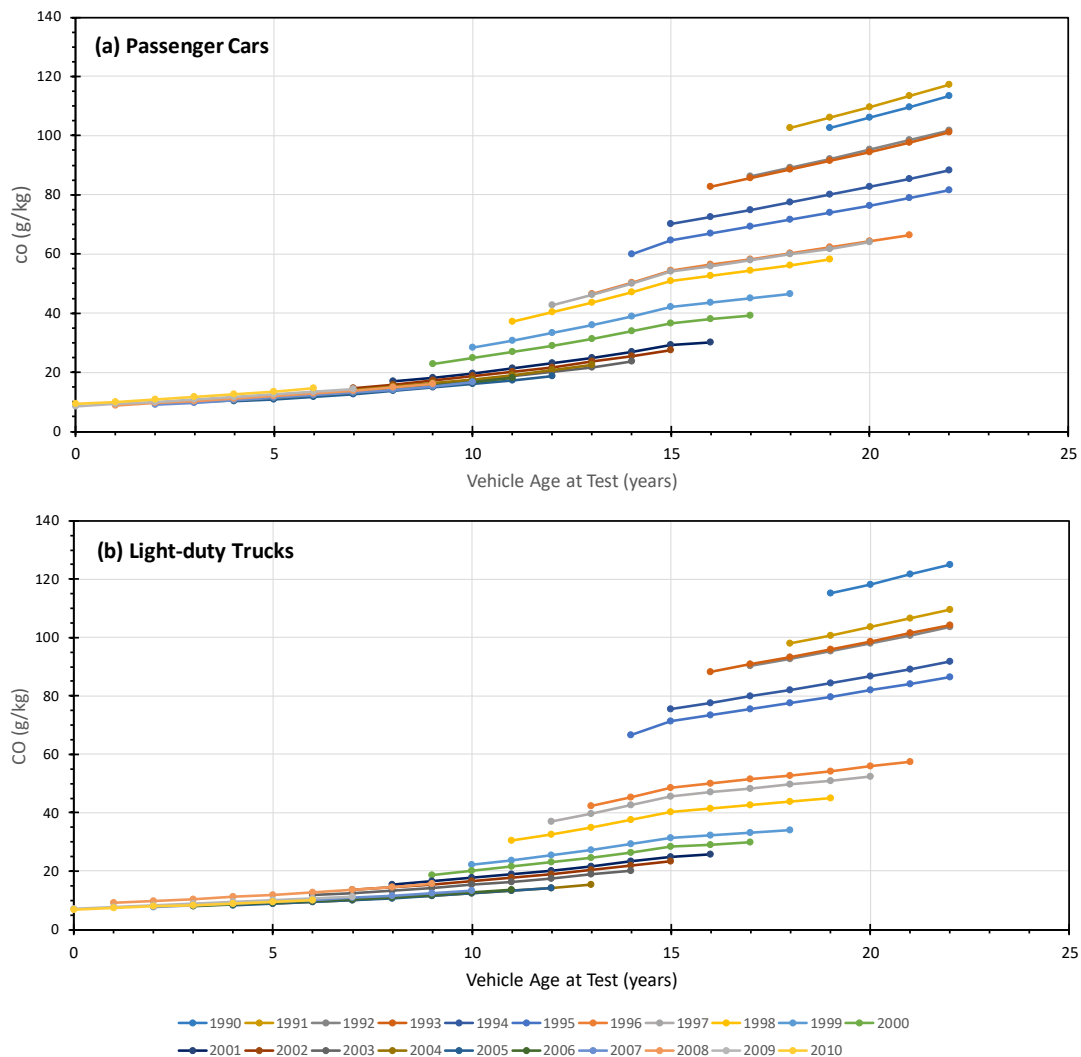 (a) Passenger Cars
140
120
100
80
60
40
20
0
co (g/kg)
0 5 10 15 20 25
Vehicle Age at Test (years)
(b) Light-duty Trucks
140
120
100
80
60
40
20
0
CO (g/kg)
0 5 10 15 20 25
Vehicle Age at Test (years)
1990 1991 1992 1993 1994 1995 1996 1997 1998 1999 2000
2001 2002 2003 2004 2005 2006 2007 2008 2009 2010